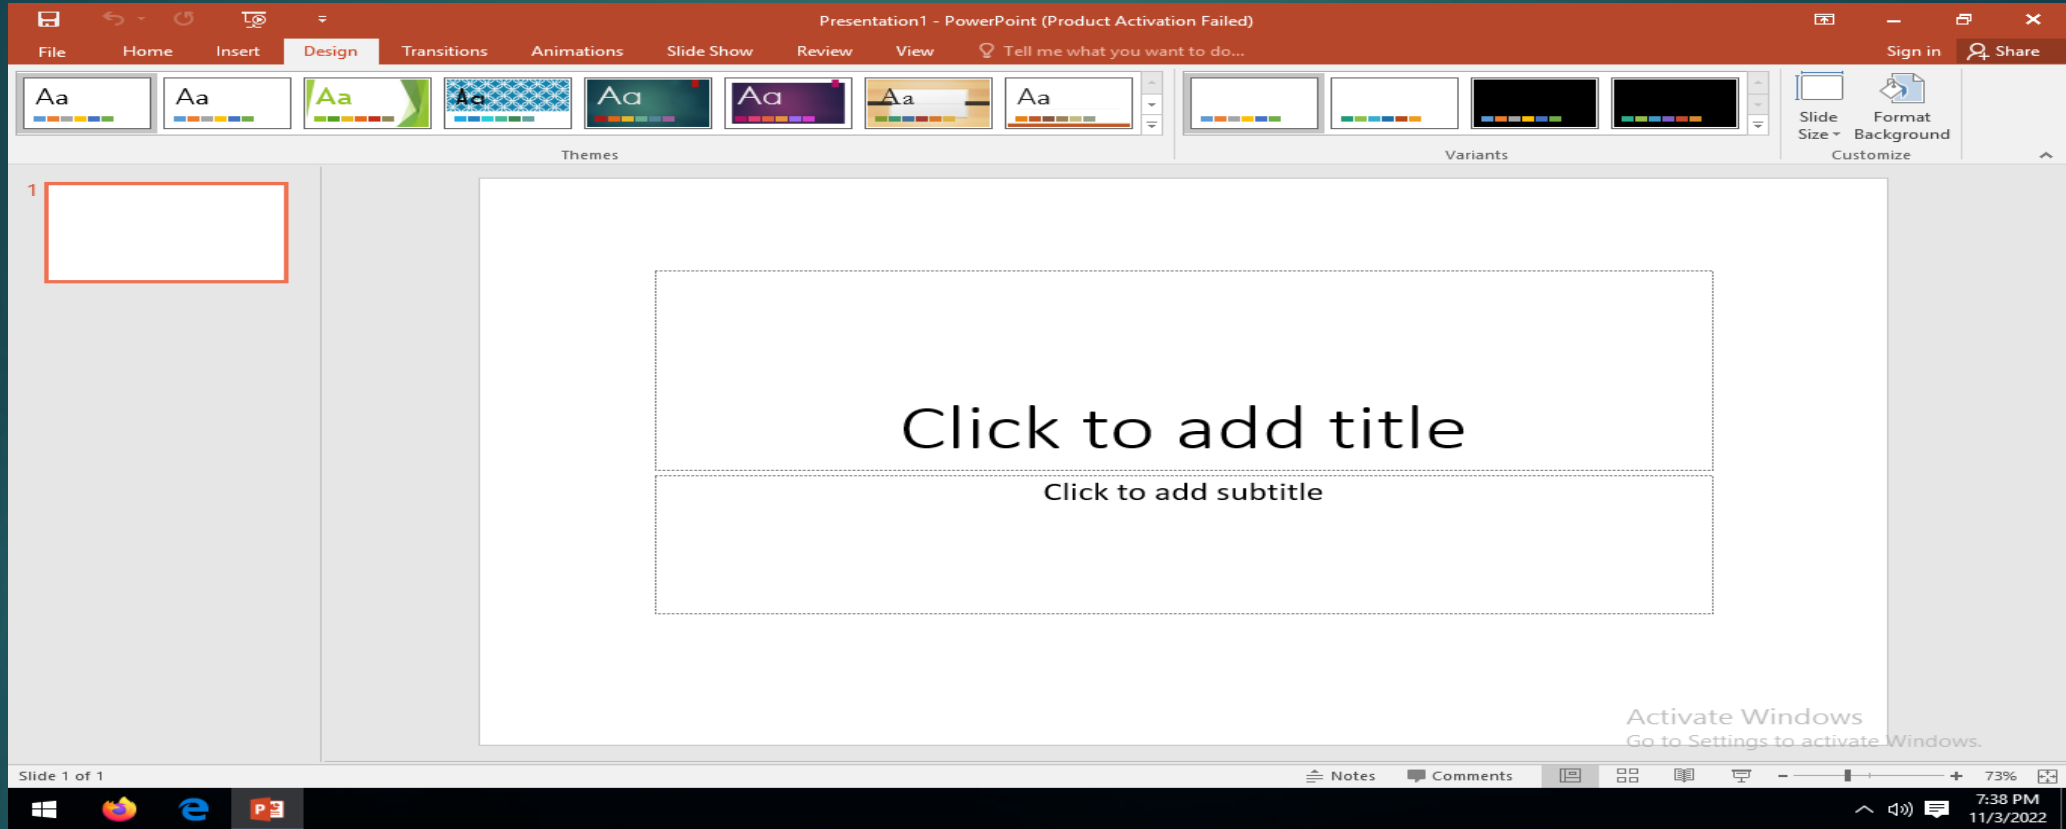 Presentation1 - PowerPoint (Product Activation Failed)
File Home Insert Design Transitions Animations Slide Show Review View Tell me what you want to do... Sign in Share
Aa Aa Aa Aa Aa Aa Aa Aa
Slide Size Format Background
Themes Variants Customize
1
Click to add title
Click to add subtitle
Activate Windows
Go to Settings to activate Windows.
Slide 1 of 1 Notes Comments 73%
7:38 PM
11/3/2022